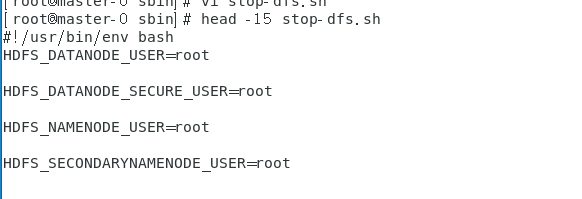 [root@master-0 sbin]# vi stop-dfs.sh
[root@master-0 sbin]# head -15 stop-dfs.sh
#!/usr/bin/env bash
HDFS_DATANODE_USER=root
HDFS_DATANODE_SECURE_USER=root
HDFS_NAMENODE_USER=root
HDFS_SECONDARYNAMENODE_USER=root